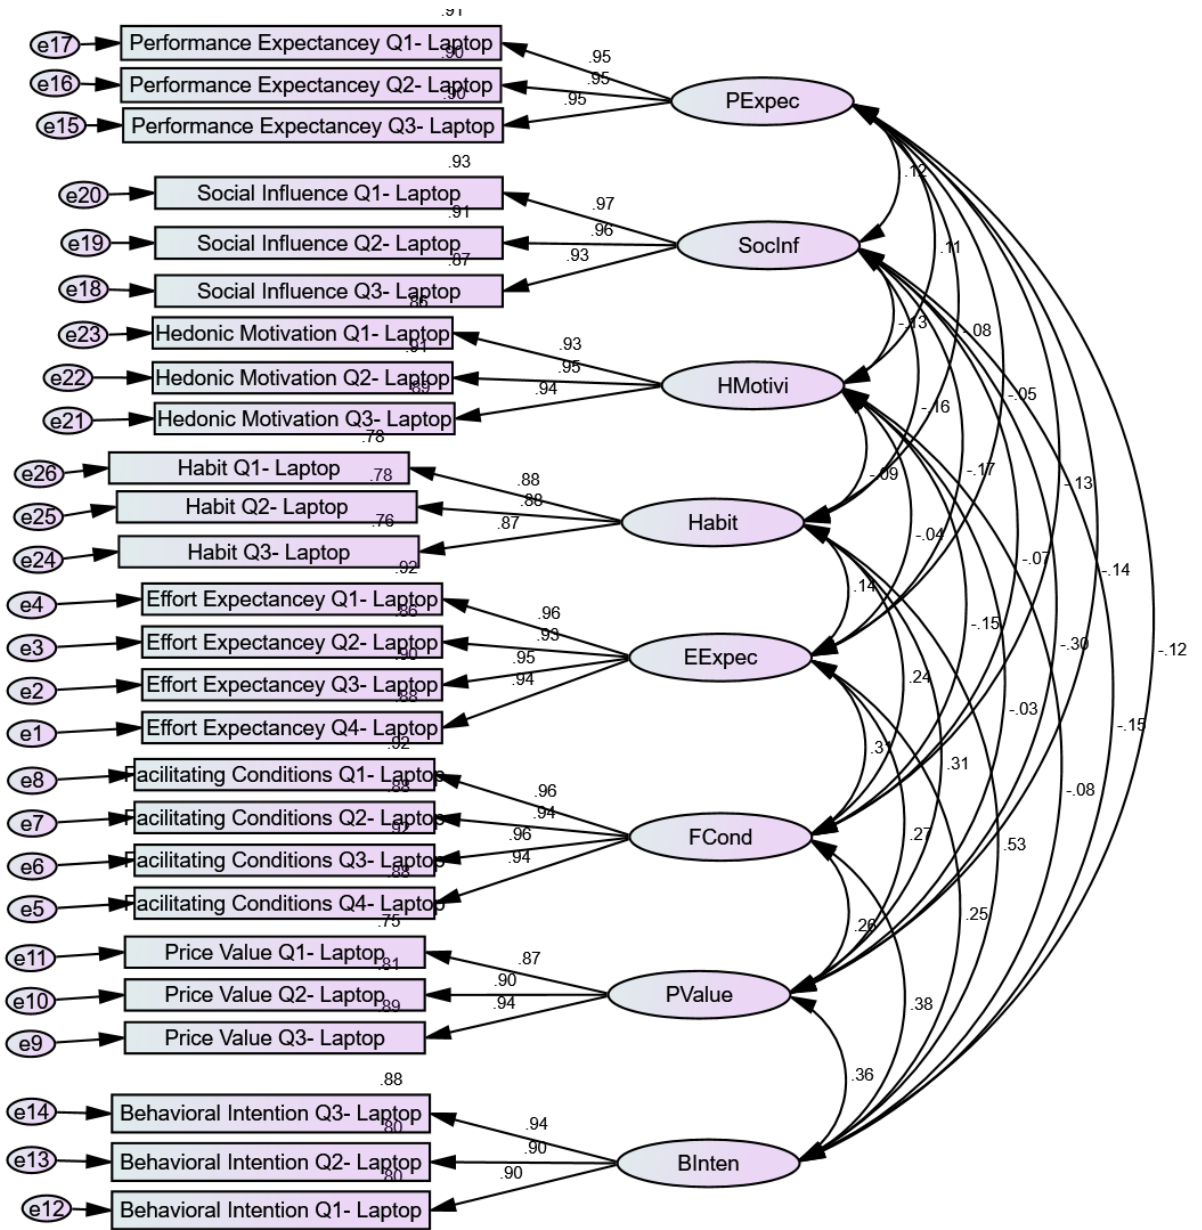 .91
e17 Performance Expectancey Q1- Laptop .95
.90
e16 Performance Expectancey Q2- Laptop .95 PExpec
.90
e15 Performance Expectancey Q3- Laptop .95
.93
.12
e20 Social Influence Q1- Laptop .97
.91
e19 Social Influence Q2- Laptop .96 SocInf .11
.87
e18 Social Influence Q3- Laptop .93
.86
e23 Hedonic Motivation Q1- Laptop .93 -.13 -.08
.91
e22 Hedonic Motivation Q2- Laptop .95 HMotivi -.05
.89
e21 Hedonic Motivation Q3- Laptop .94 -.16
.78
e26 Habit Q1- Laptop .88 -.09 -.17 -.13
.78
e25 Habit Q2- Laptop .88 Habit
.76
e24 Habit Q3- Laptop .87 -.04 -.07 -.14
.92
e4 Effort Expectancey Q1- Laptop .96 .14
.86
e3 Effort Expectancey Q2- Laptop .93 -.15 -.30 -.12
.90
e2 Effort Expectancey Q3- Laptop .95 EExpec .24
.88
e1 Effort Expectancey Q4- Laptop .94 -.03 -.15
.92
e8 Facilitating Conditions Q1- Laptop .96 .31 .31 -.08
.88
e7 Facilitating Conditions Q2- Laptop .94
.92
e6 Facilitating Conditions Q3- Laptop .96 FCond .27 .53
.88
e5 Facilitating Conditions Q4- Laptop .94 .26 .25
.75
e11 Price Value Q1- Laptop .87
.81
e10 Price Value Q2- Laptop .90 PValue .38
.89
e9 Price Value Q3- Laptop .94
.88
.36
e14 Behavioral Intention Q3- Laptop .94
.80
e13 Behavioral Intention Q2- Laptop .90 BInten
.80
e12 Behavioral Intention Q1- Laptop .90